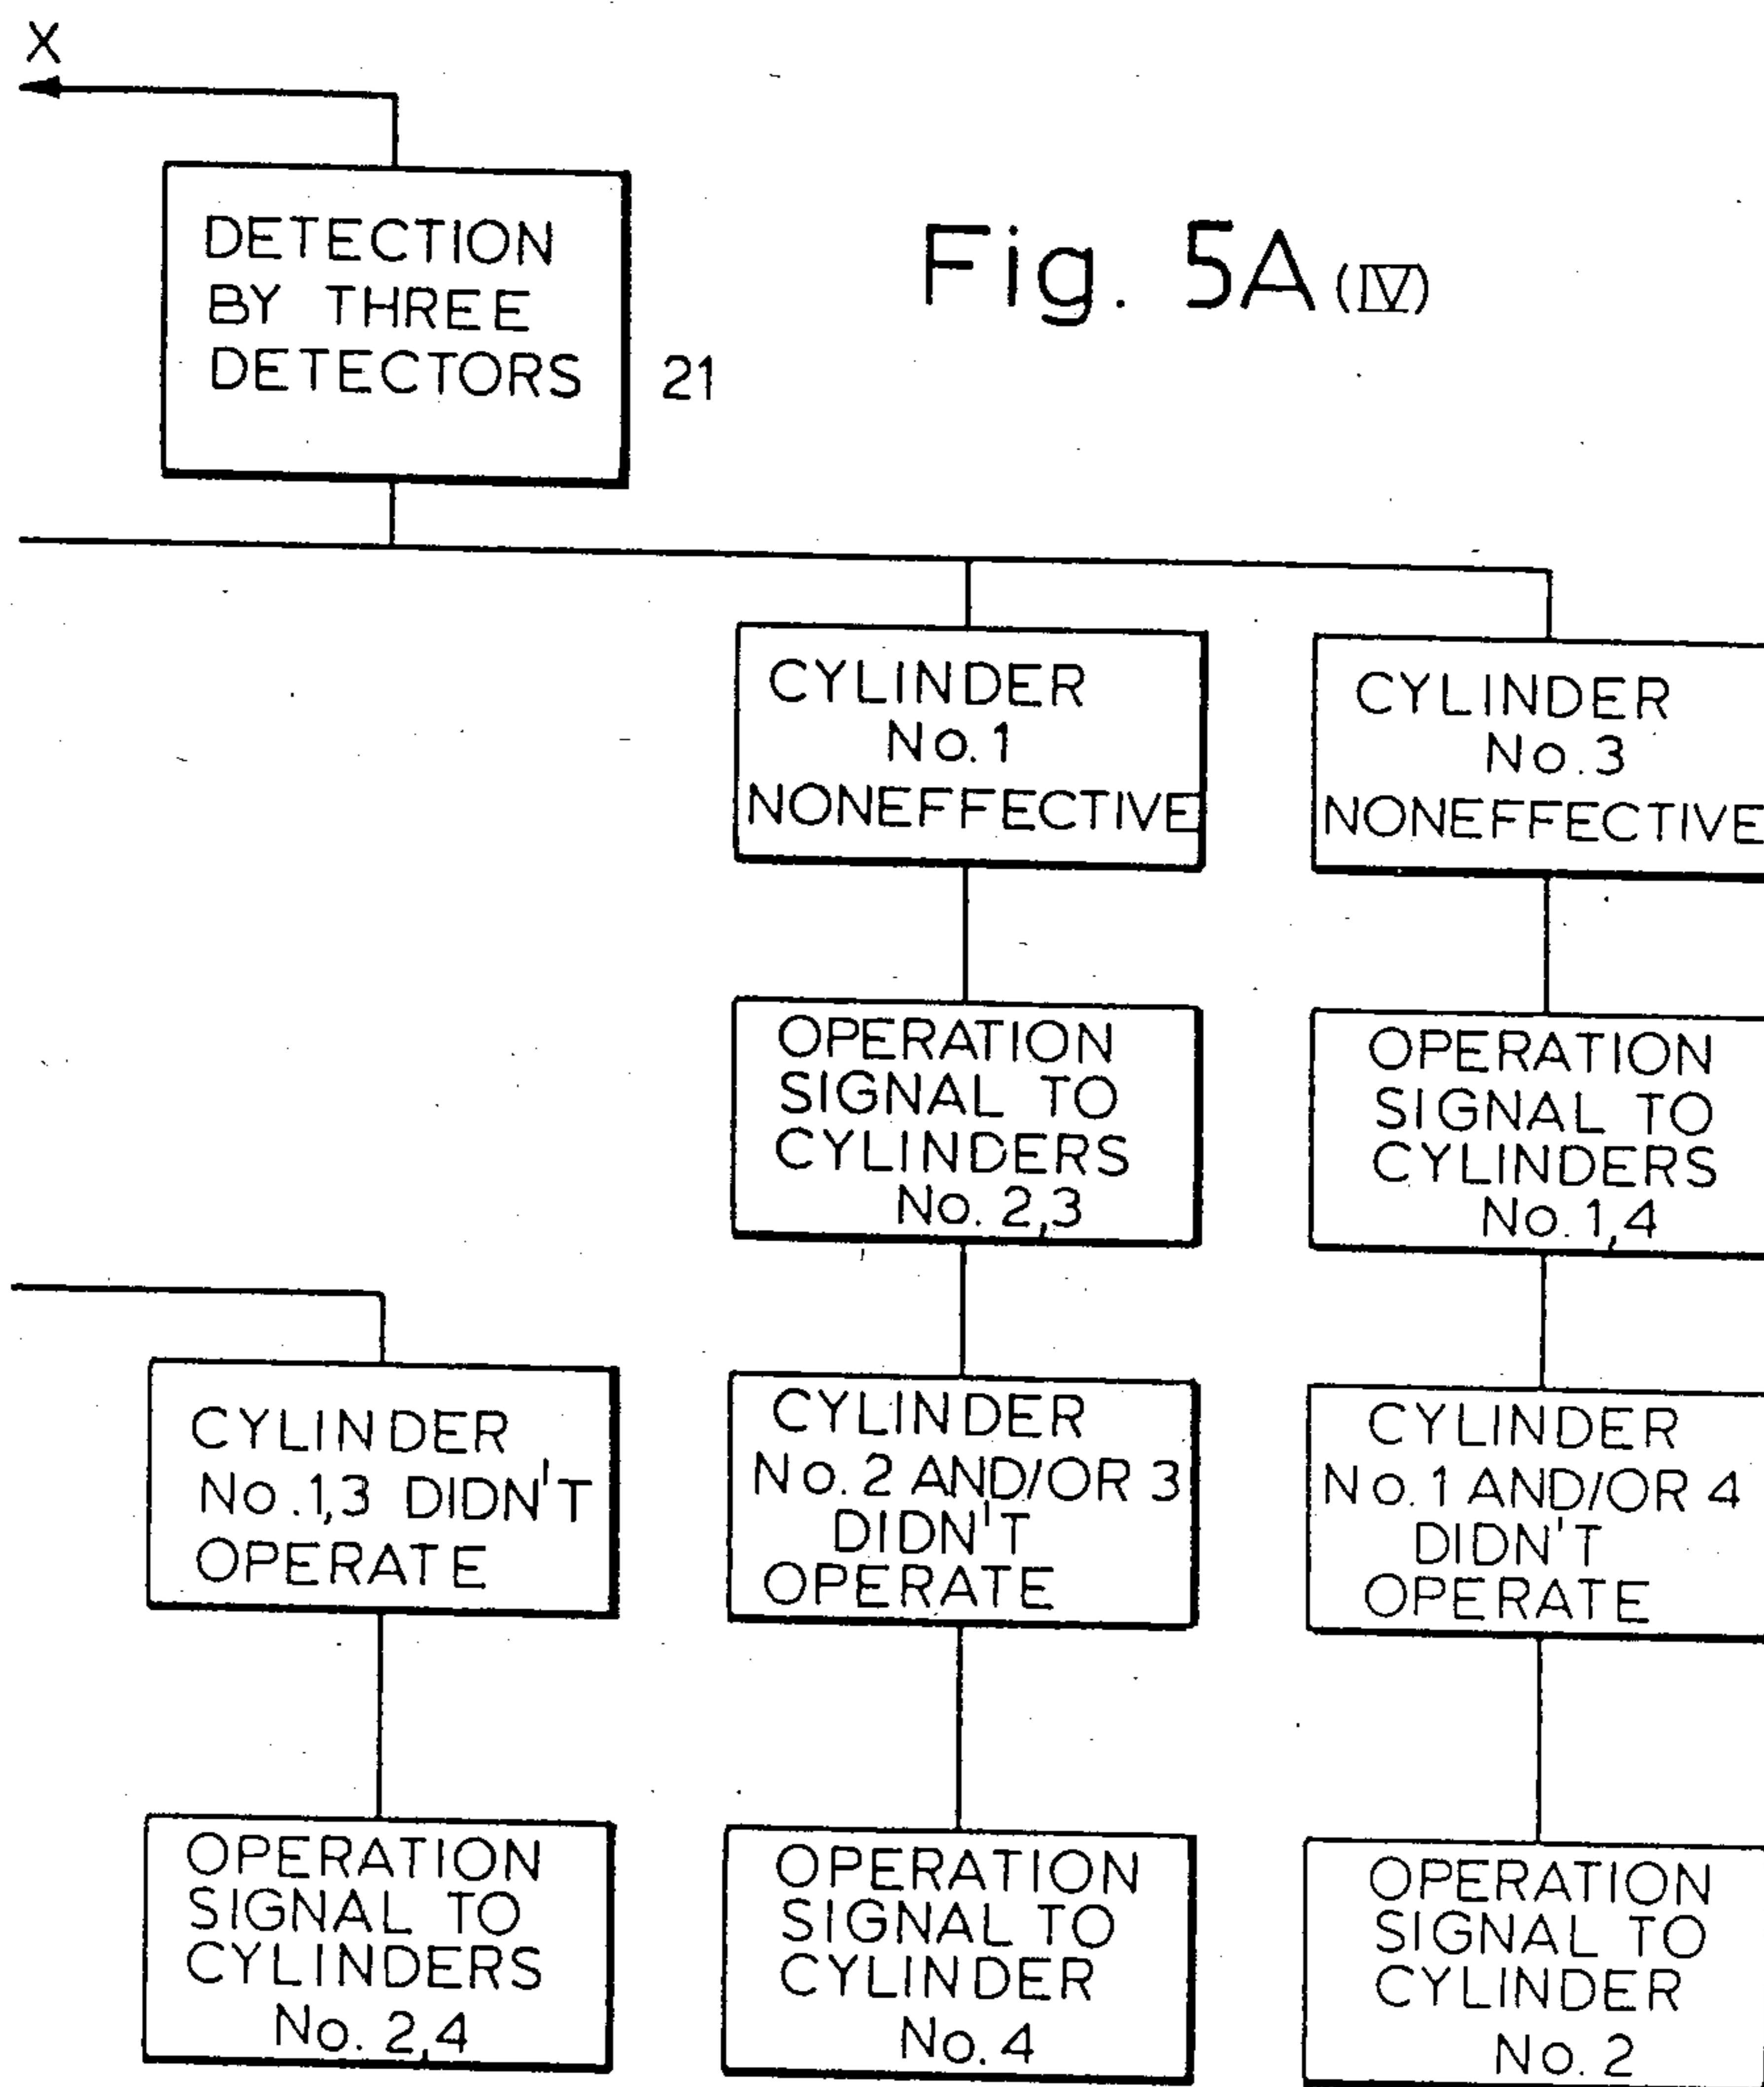 X
DETECTION
BY THREE
DETECTORS
21
Fig. 5A (IV)
CYLINDER
No. 1
NONEFFECTIVE
CYLINDER
No. 3
NONEFFECTIVE
OPERATION
SIGNAL TO
CYLINDERS
No. 2,3
OPERATION
SIGNAL TO
CYLINDERS
No. 1,4
CYLINDER
No. 1,3 DIDN'T
OPERATE
CYLINDER
No. 2 AND/OR 3
DIDN'T
OPERATE
CYLINDER
No. 1 AND/OR 4
DIDN'T
OPERATE
OPERATION
SIGNAL TO
CYLINDERS
No. 2,4
OPERATION
SIGNAL TO
CYLINDER
No. 4
OPERATION
SIGNAL TO
CYLINDER
No. 2